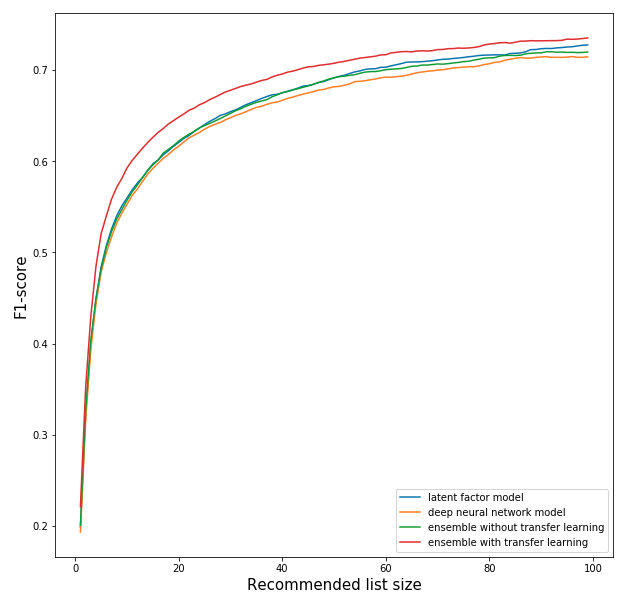 0.7
0.6
0.5
0.4
0.3
0.2
F1-score
0
20
40
60
80
100
Recommended list size
latent factor model
deep neural network model
ensemble without transfer learning
ensemble with transfer learning